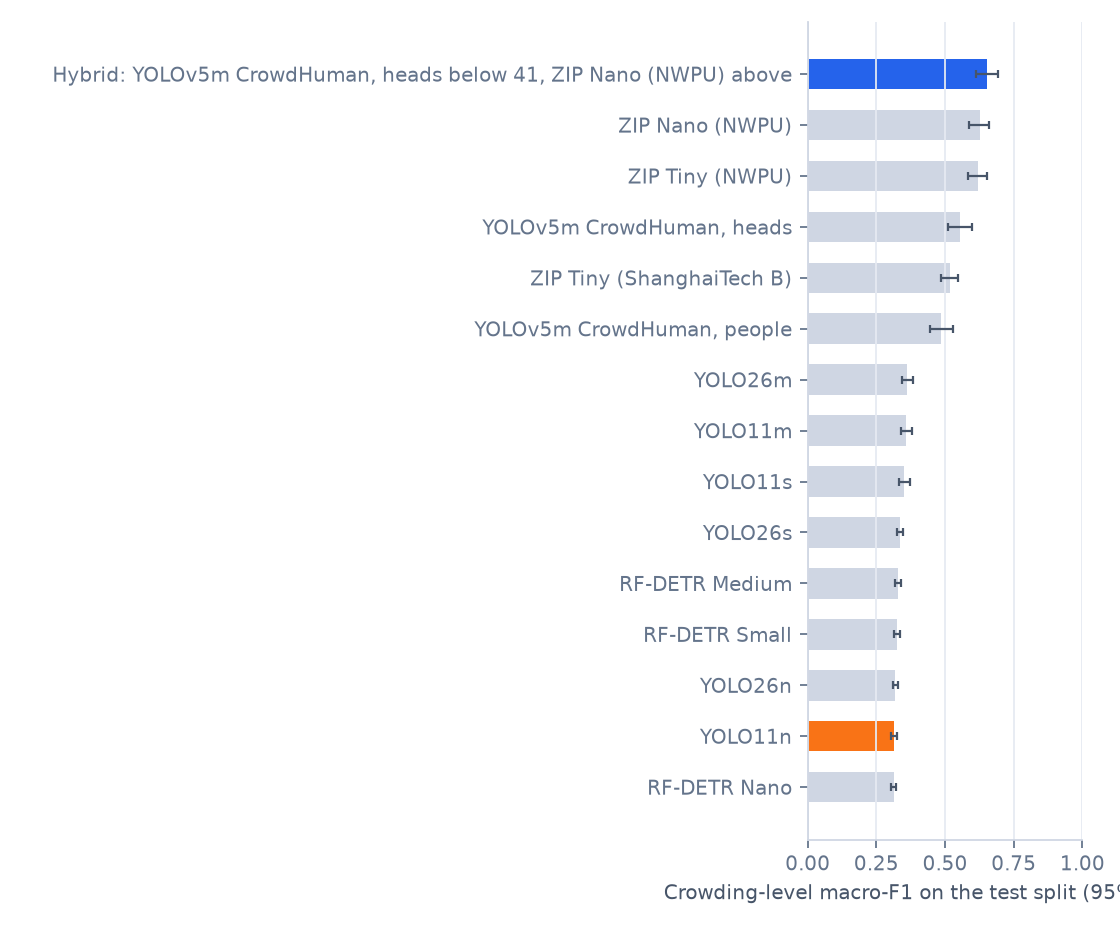 Hybrid: YOLOv5m CrowdHuman, heads below 41, ZIP Nano (NWPU) above
ZIP Nano (NWPU)
ZIP Tiny (NWPU)
YOLOv5m CrowdHuman, heads
ZIP Tiny (ShanghaiTech B)
YOLOv5m CrowdHuman, people
YOLO26m
YOLO11m
YOLO11s
YOLO26s
RF-DETR Medium
RF-DETR Small
YOLO26n
YOLO11n
RF-DETR Nano
0.00 0.25 0.50 0.75 1.00
Crowding-level macro-F1 on the test split (95